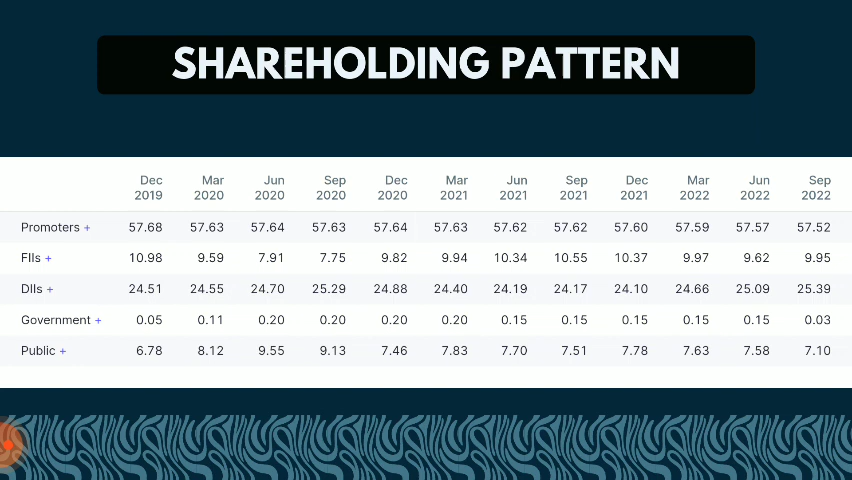 SHAREHOLDING PATTERN
Dec Mar Jun Sep Dec Mar Jun Sep Dec Mar Jun Sep
2019 2020 2020 2020 2020 2021 2021 2021 2021 2022 2022 2022
Promoters + 57.68 57.63 57.64 57.63 57.64 57.63 57.62 57.62 57.60 57.59 57.57 57.52
FIIs + 10.98 9.59 7.91 7.75 9.82 9.94 10.34 10.55 10.37 9.97 9.62 9.95
DIIs + 24.51 24.55 24.70 25.29 24.88 24.40 24.19 24.17 24.10 24.66 25.09 25.39
Government + 0.05 0.11 0.20 0.20 0.20 0.20 0.15 0.15 0.15 0.15 0.15 0.03
Public + 6.78 8.12 9.55 9.13 7.46 7.83 7.70 7.51 7.78 7.63 7.58 7.10